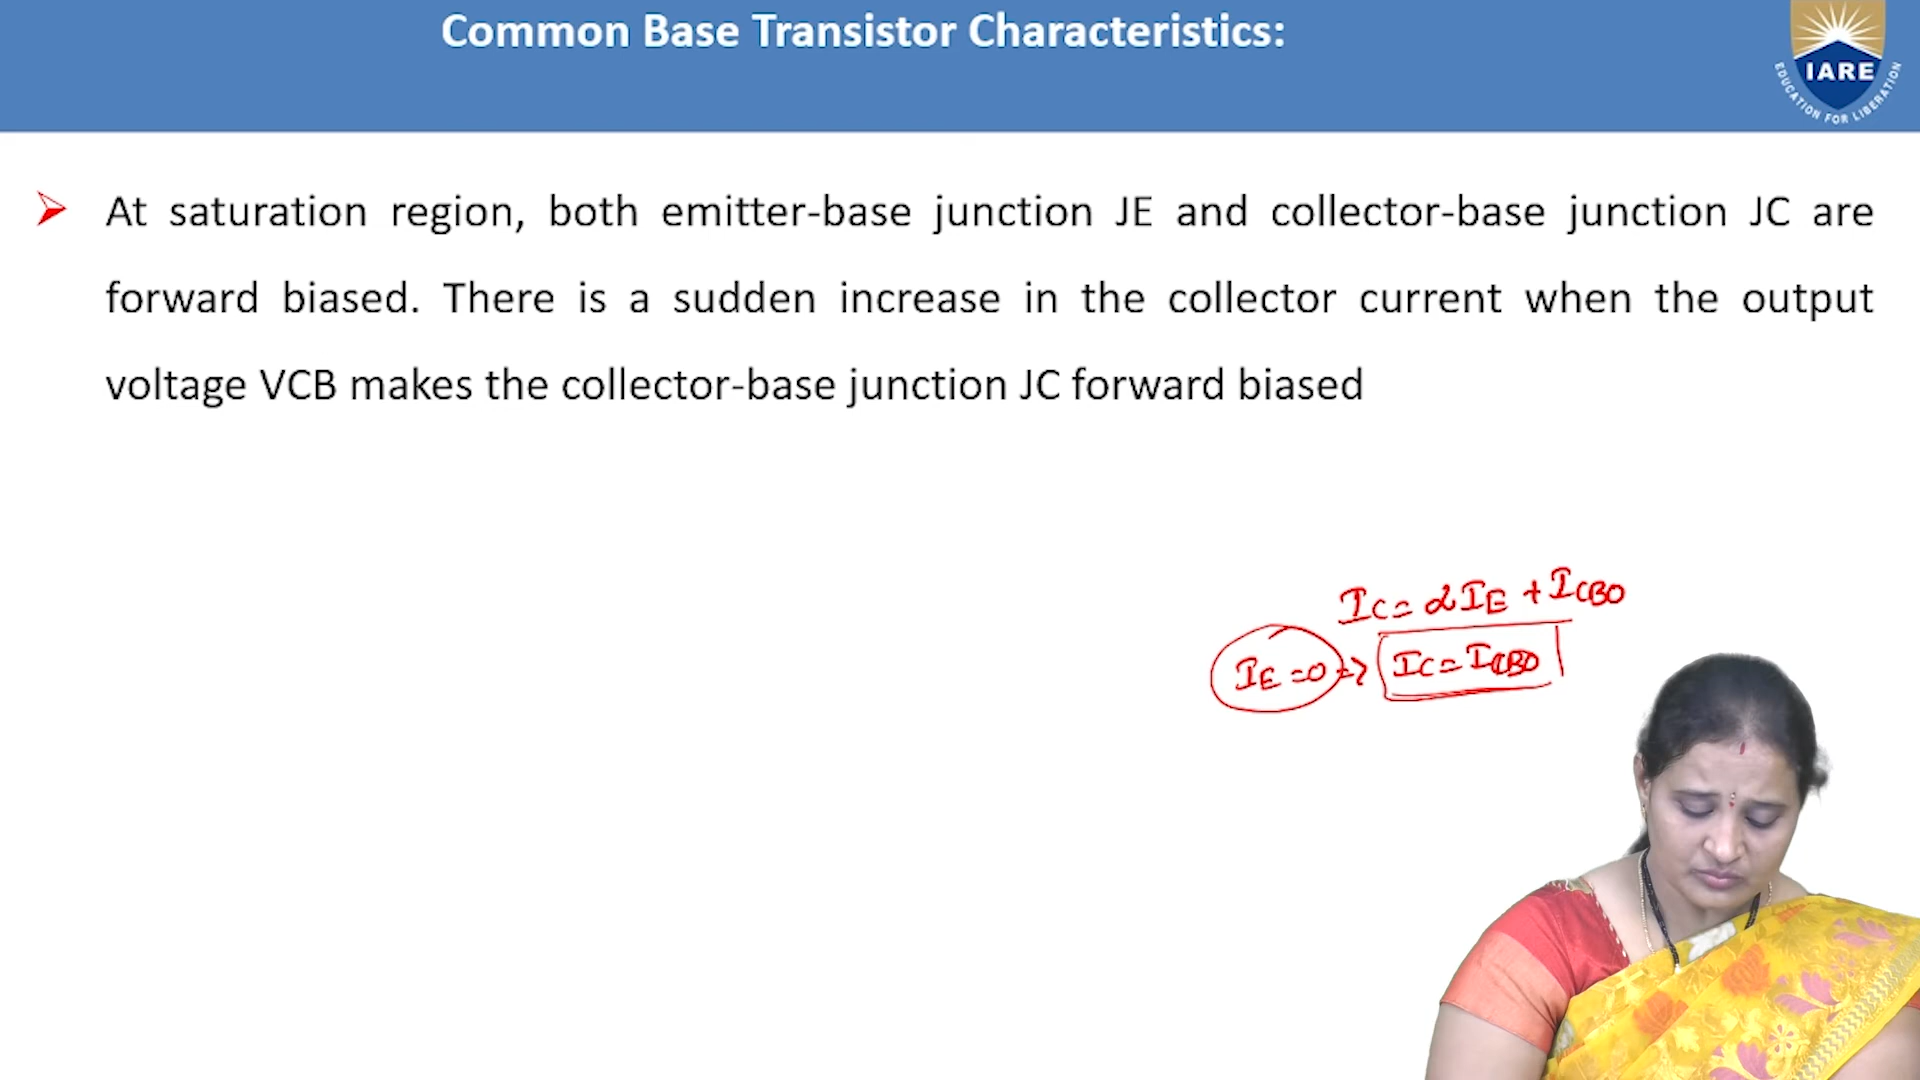 Common Base Transistor Characteristics:
IARE
EDUCATION FOR LIBERATION
At saturation region, both emitter-base junction JE and collector-base junction JC are
forward biased. There is a sudden increase in the collector current when the output
voltage VCB makes the collector-base junction JC forward biased
IC = αIE + ICBO
IE = 0 => IC = ICBO